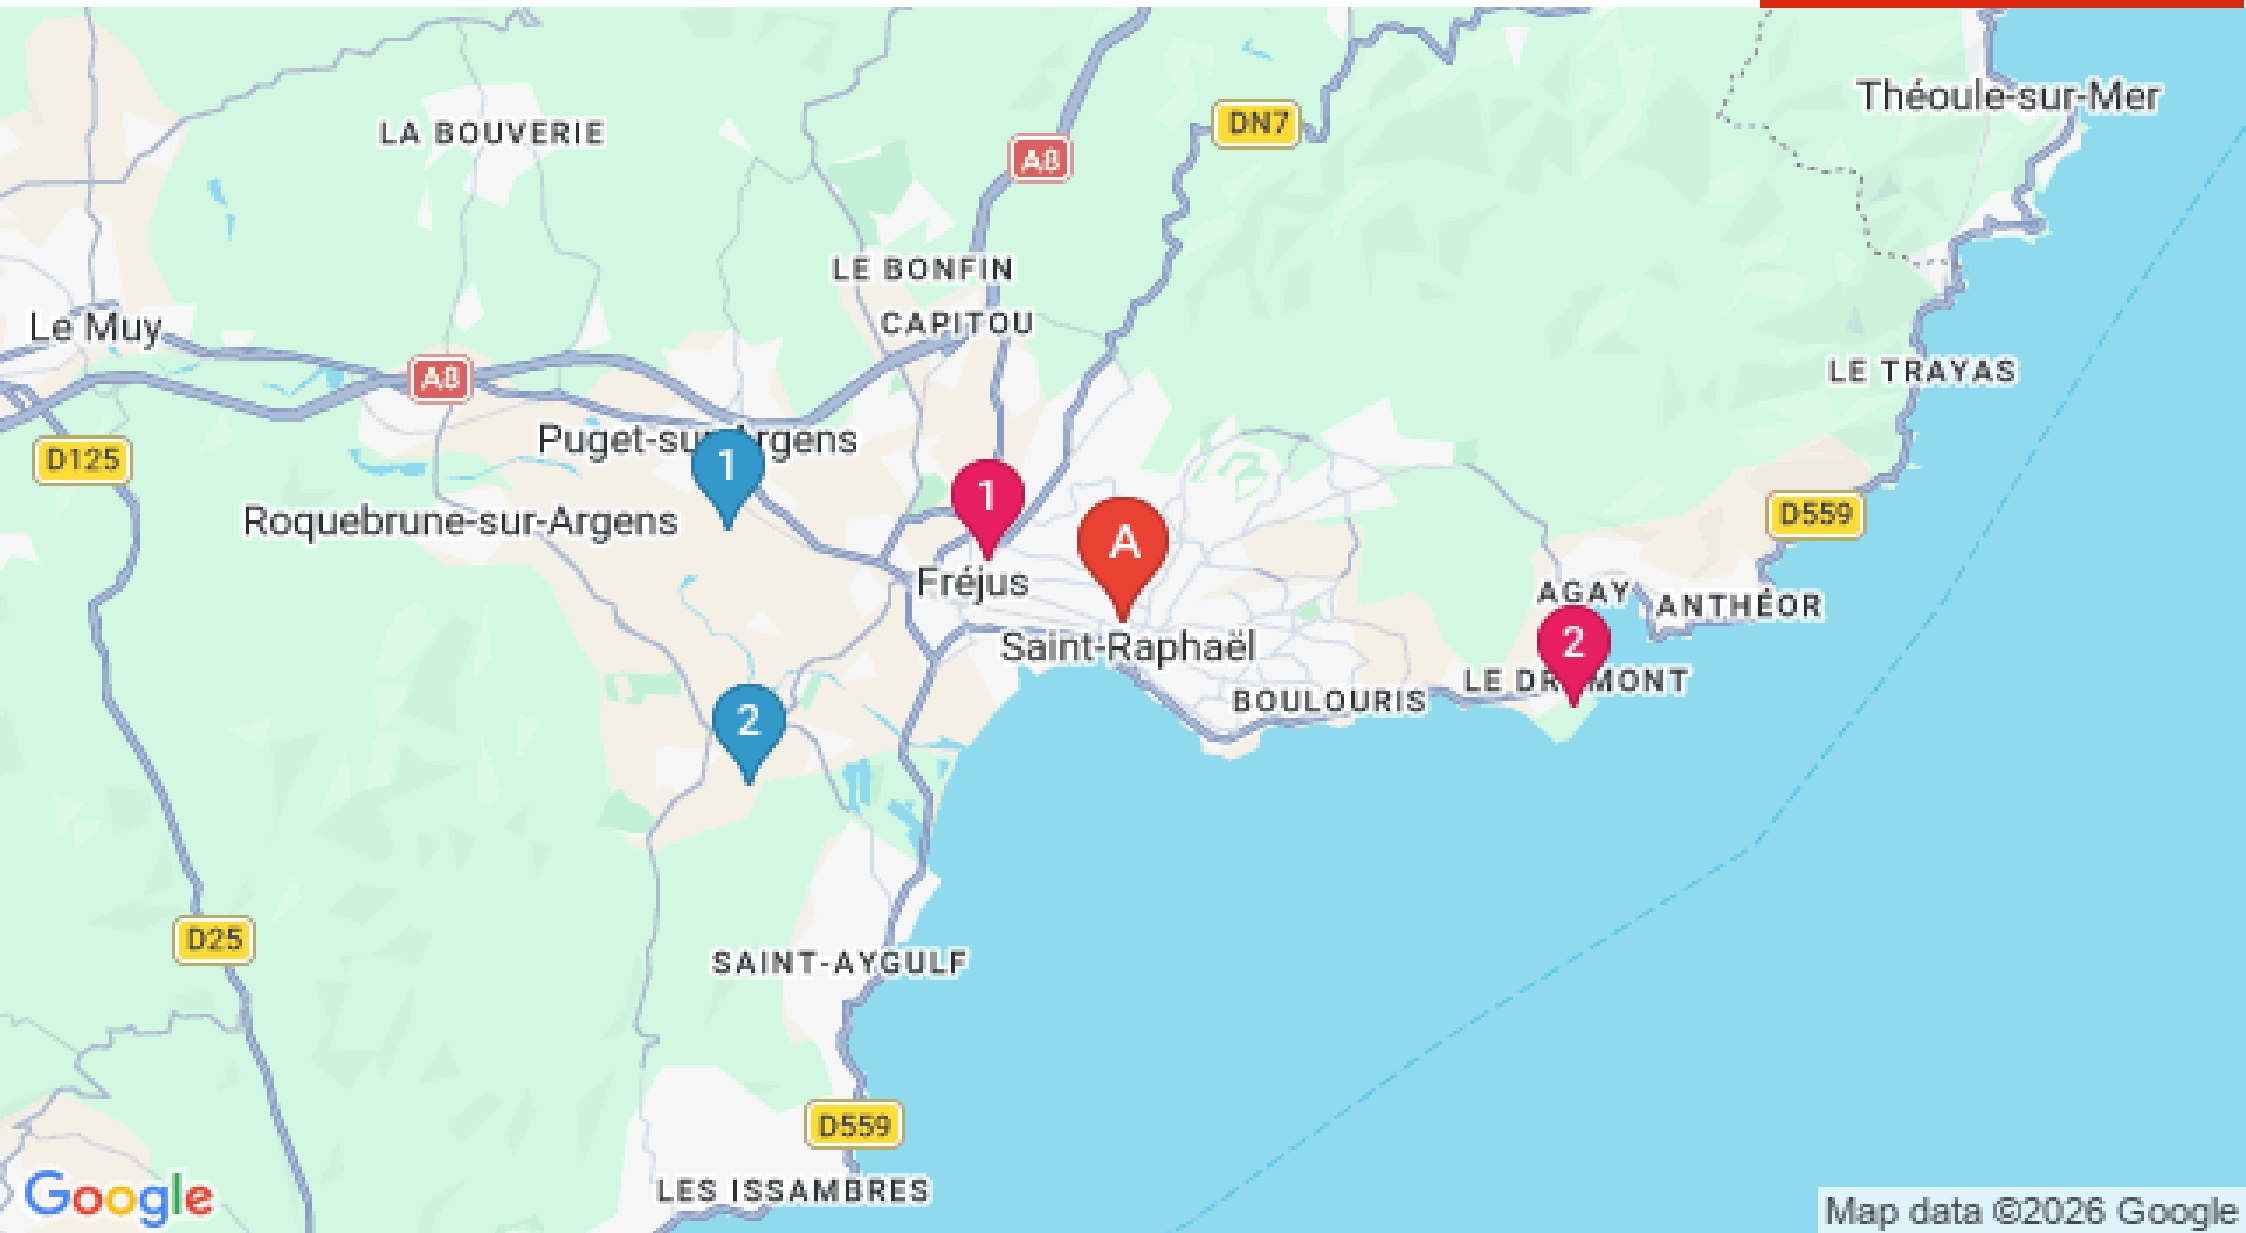 Théoule-sur-Mer
DN7
LA BOUVERIE
A8
LE BONFIN
CAPITOU
Le Muy
LE TRAYAS
A8
Puget-sur-Argens
D125
1
1
D559
Roquebrune-sur-Argens
A
Fréjus
AGAY
ANTHÉOR
2
Saint-Raphaël
LE DRAMONT
BOULOURIS
2
D25
SAINT-AYGULF
D559
LES ISSAMBRES
Google
Map data ©2026 Google